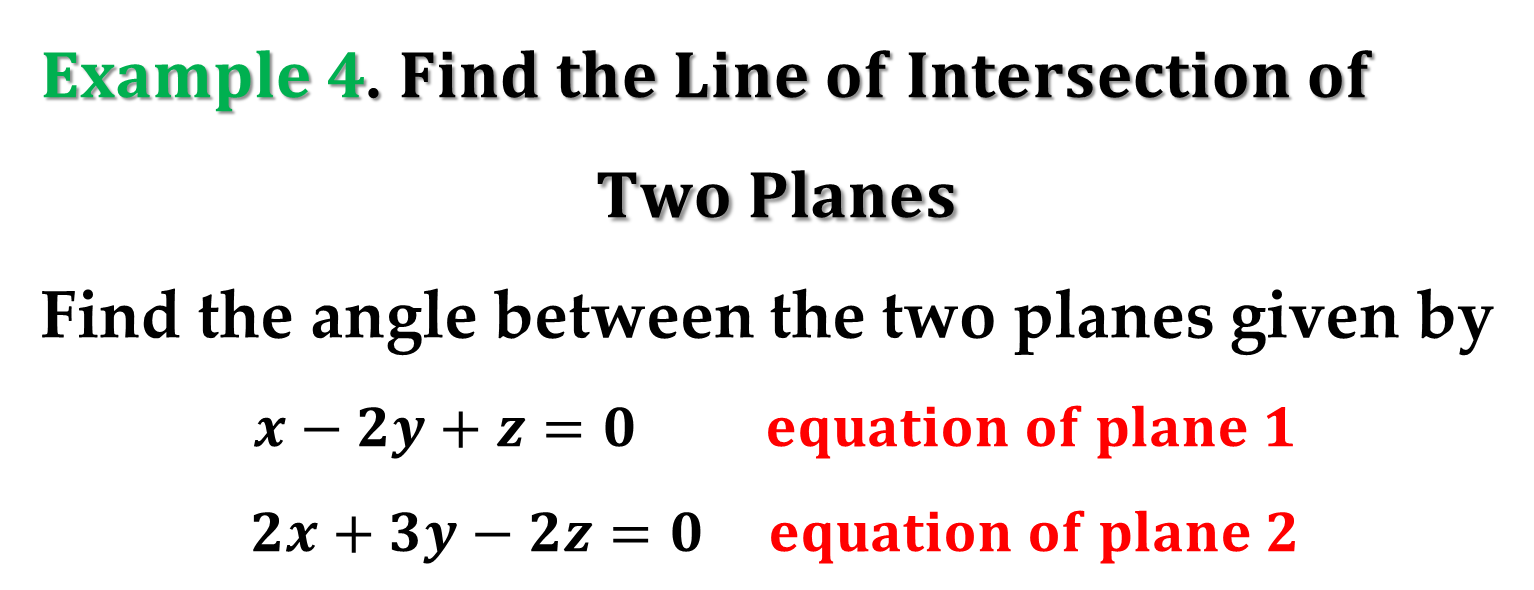 Example 4. Find the Line of Intersection of
Two Planes
Find the angle between the two planes given by
x − 2y + z = 0 equation of plane 1
2x + 3y − 2z = 0 equation of plane 2